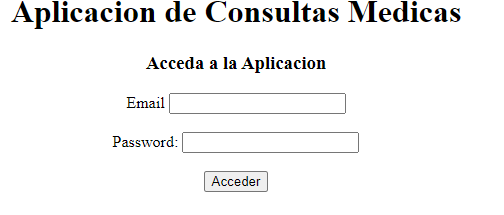 Aplicacion de Consultas Medicas
Acceda a la Aplicacion
Email
Password:
Acceder